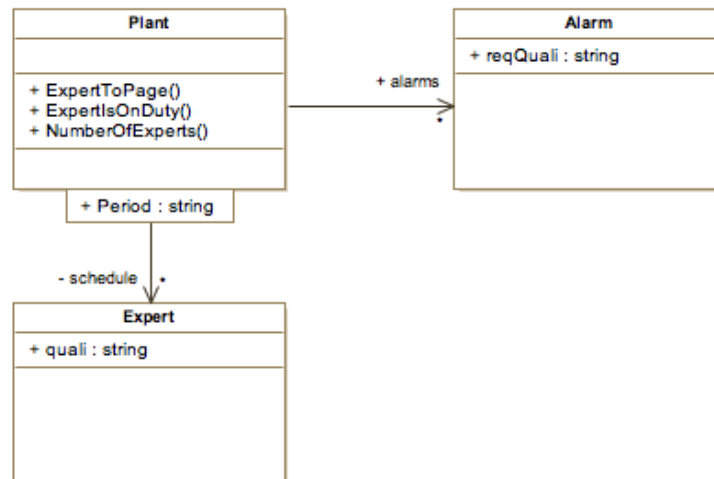 Plant
+ ExpertToPage()
+ ExpertIsOnDuty()
+ NumberOfExperts()
+ Period : string
+ alarms
*
Alarm
+ reqQuali : string
- schedule
*
Expert
+ quali : string